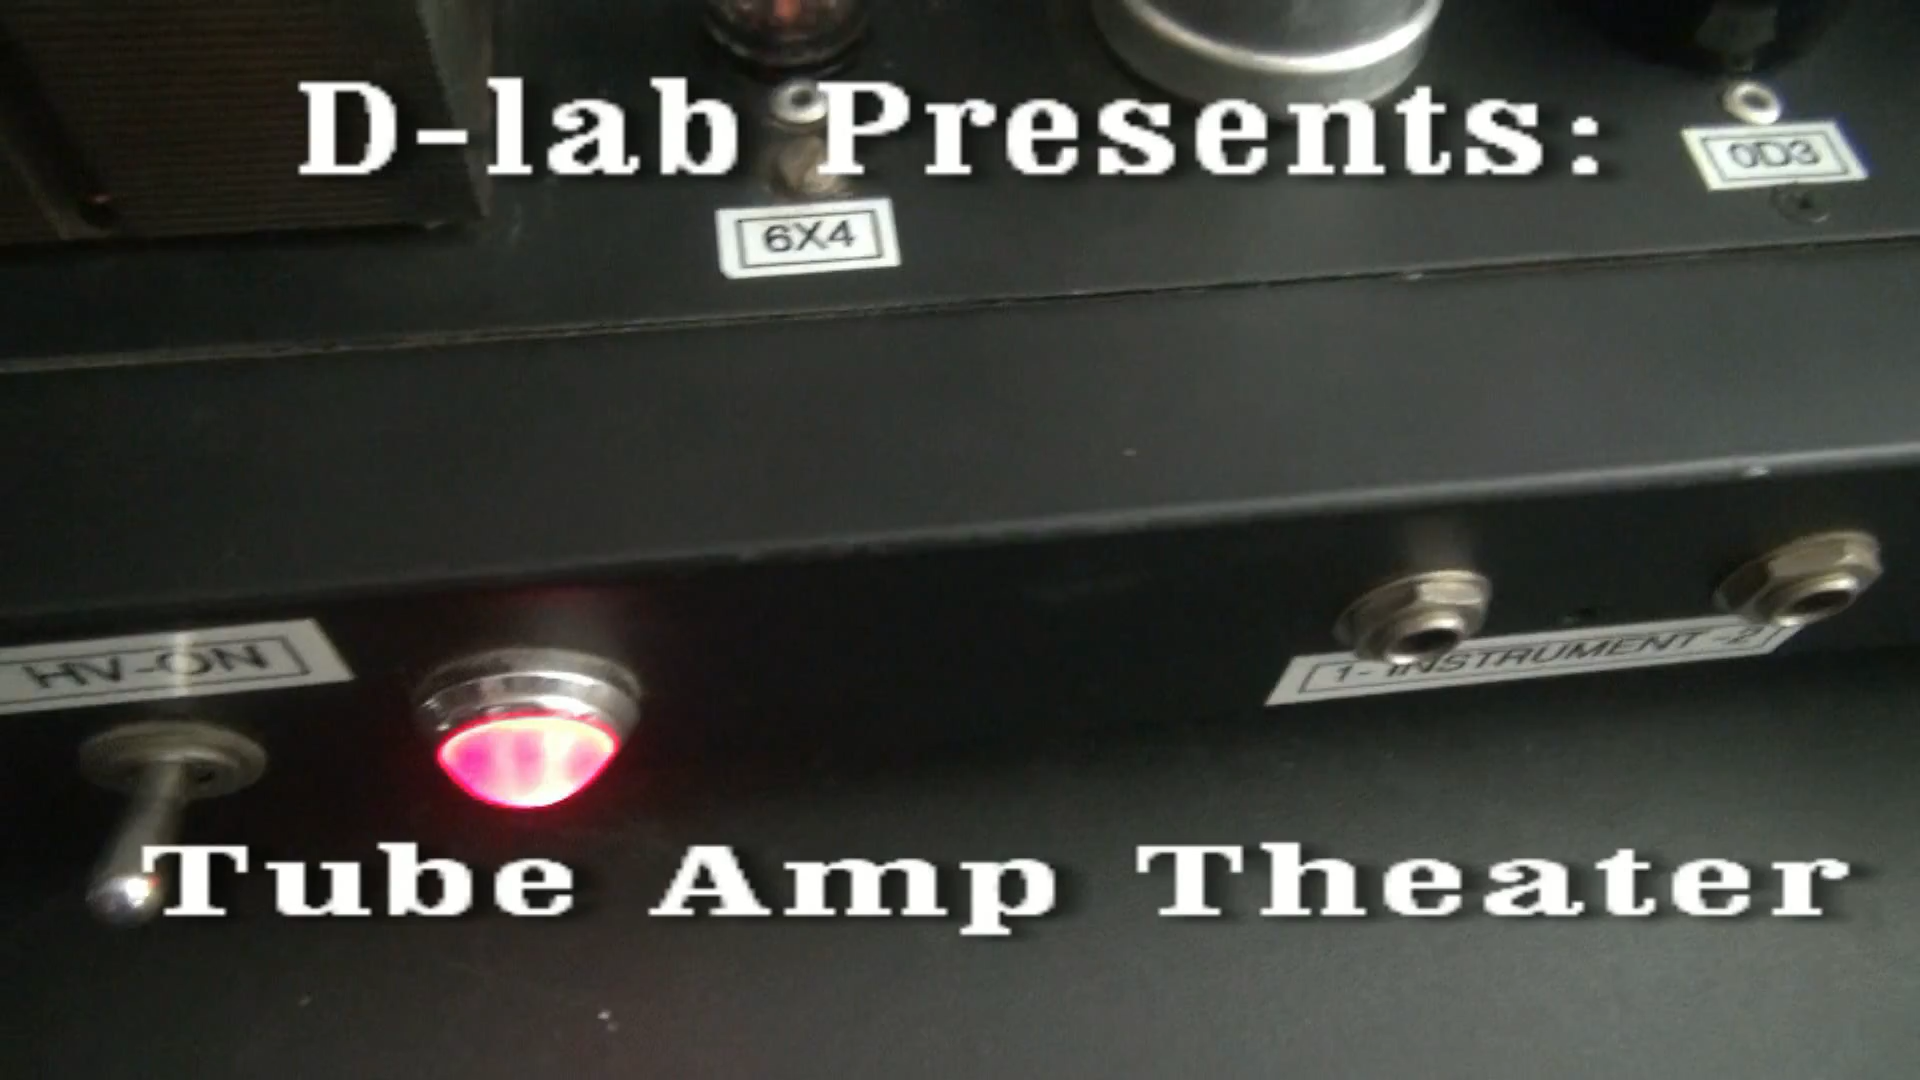 D-lab Presents:
0D3
6X4
HV-ON
1- INSTRUMENT -2
Tube Amp Theater